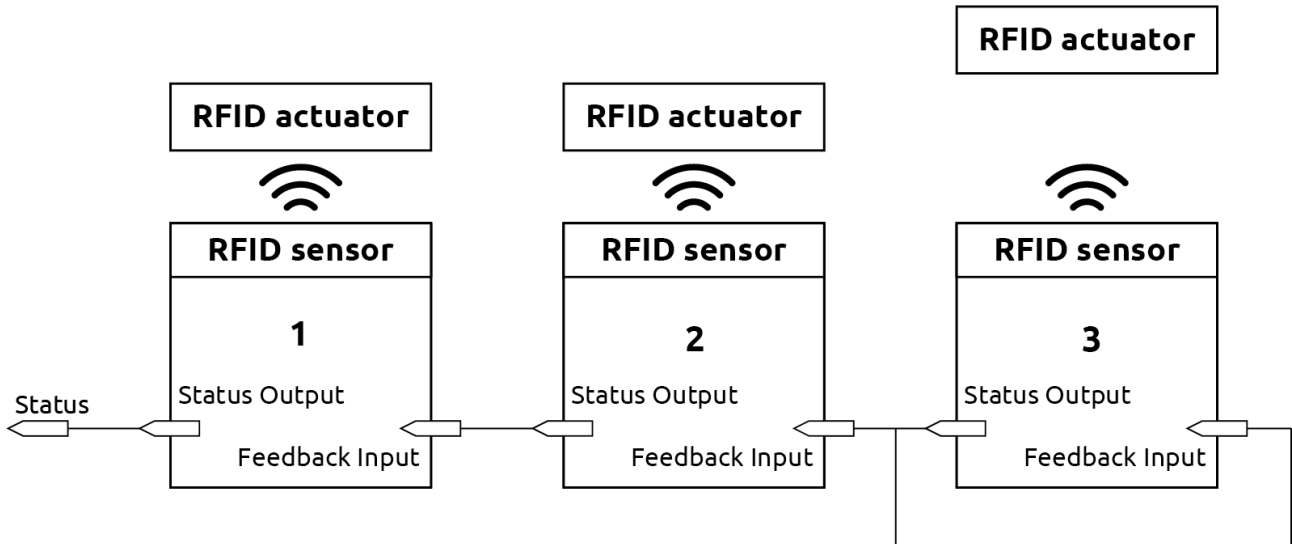 RFID actuator
RFID actuator
RFID actuator
RFID sensor
RFID sensor
RFID sensor
1
2
3
Status
Status Output
Status Output
Status Output
Feedback Input
Feedback Input
Feedback Input